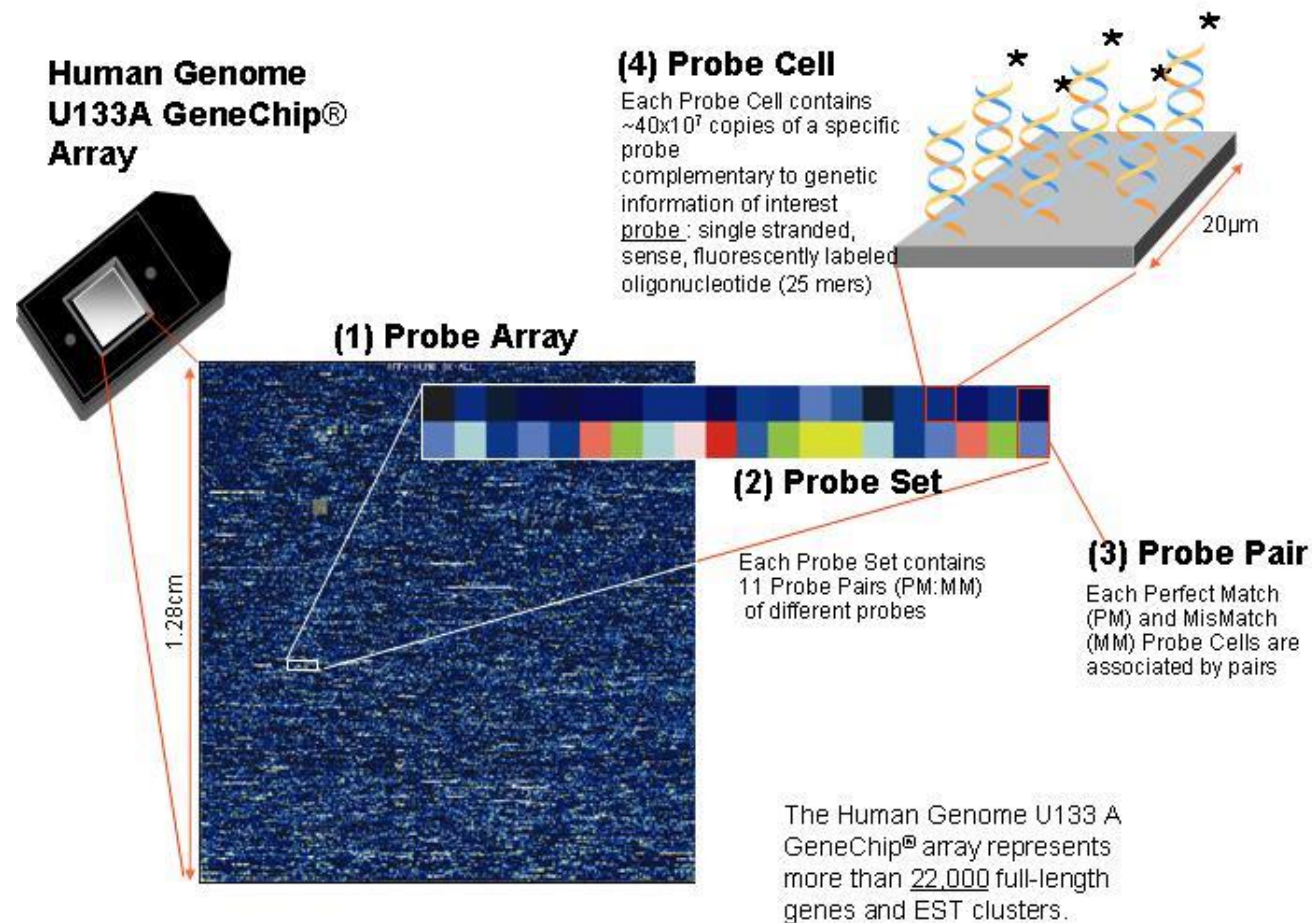 Human Genome
U133A GeneChip®
Array
(4) Probe Cell
Each Probe Cell contains
~40x10⁷ copies of a specific
probe
complementary to genetic
information of interest
probe : single stranded,
sense, fluorescently labeled
oligonucleotide (25 mers)
* * * * *
20µm
(1) Probe Array
(2) Probe Set
Each Probe Set contains
11 Probe Pairs (PM:MM)
of different probes
(3) Probe Pair
Each Perfect Match
(PM) and MisMatch
(MM) Probe Cells are
associated by pairs
1.28cm
The Human Genome U133 A
GeneChip® array represents
more than 22,000 full-length
genes and EST clusters.